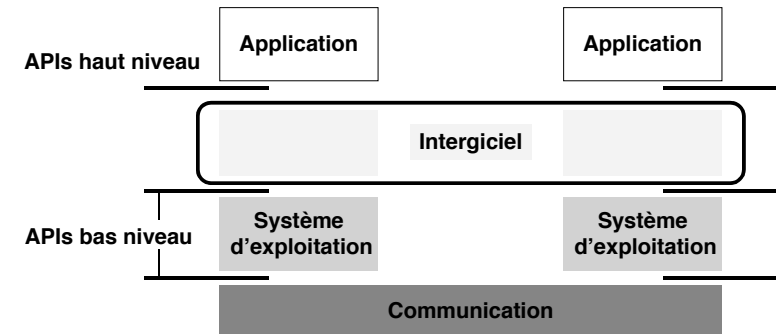 Application
Application
APIs haut niveau
Intergiciel
Système
d'exploitation
Système
d'exploitation
APIs bas niveau
Communication